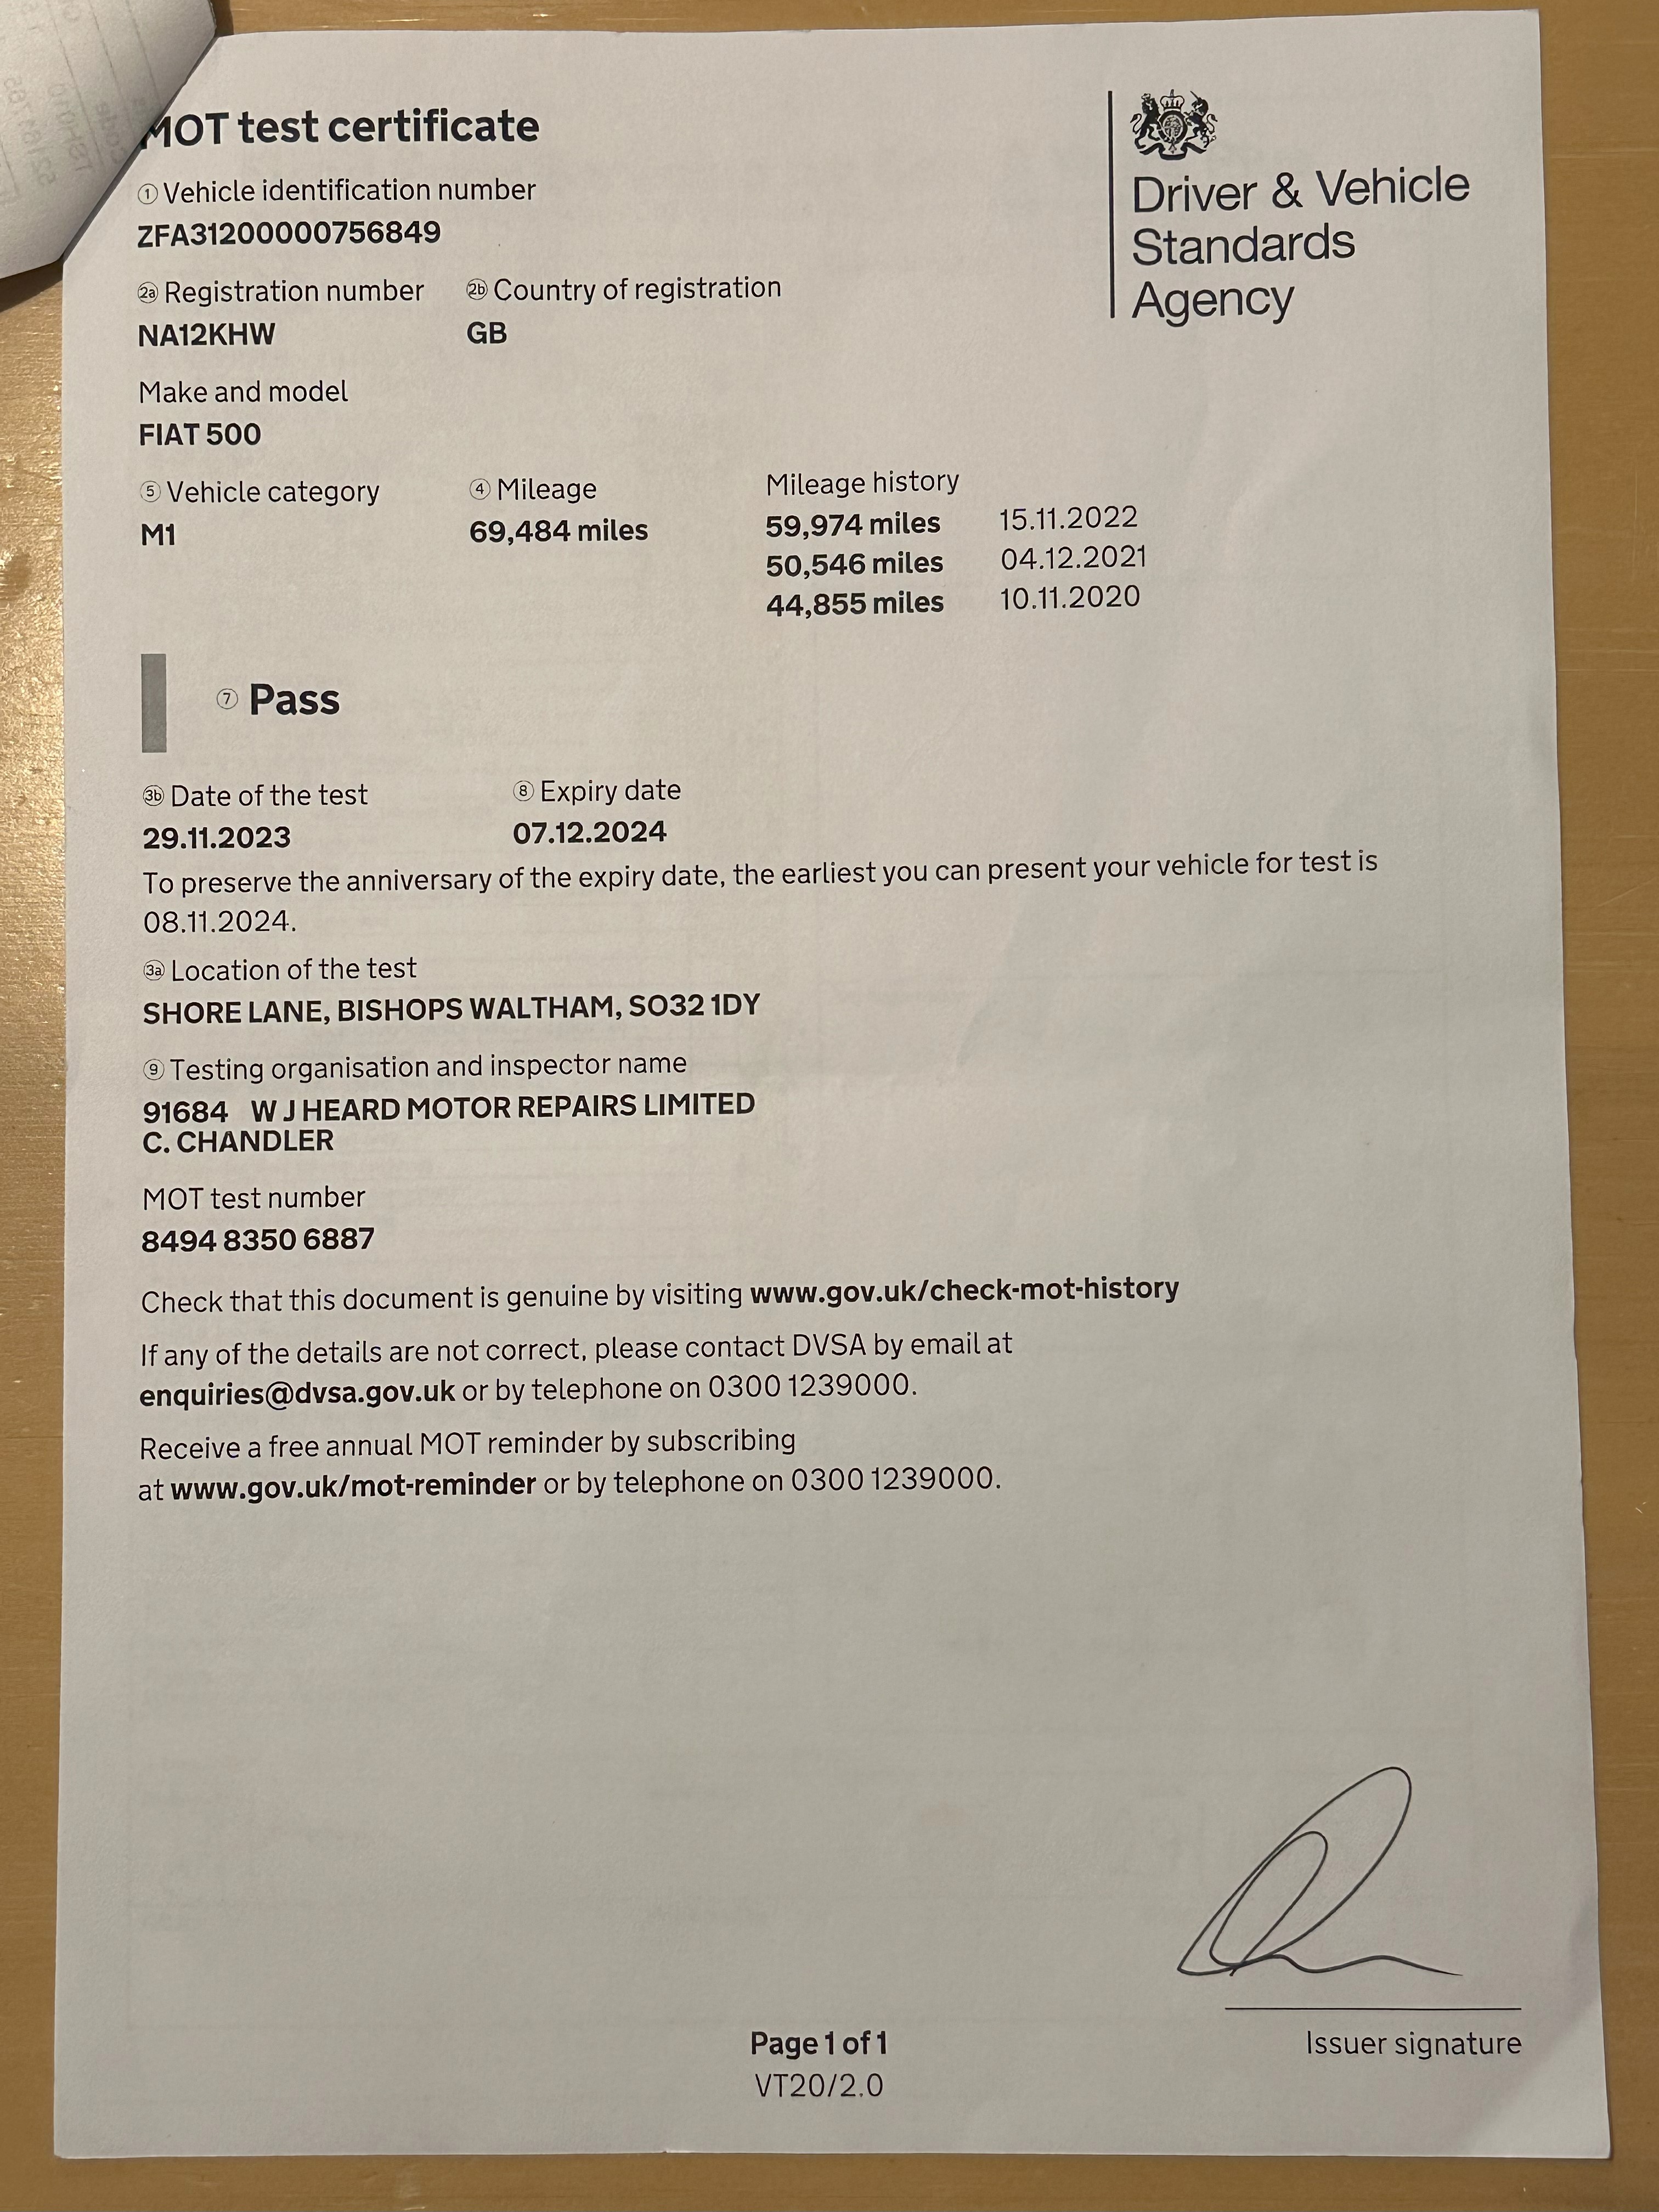 MOT test certificate
① Vehicle identification number
ZFA31200000756849
2a Registration number 2b Country of registration
NA12KHW GB
Make and model
FIAT 500
⑤ Vehicle category ④ Mileage Mileage history
M1 69,484 miles 59,974 miles 15.11.2022
50,546 miles 04.12.2021
44,855 miles 10.11.2020
Driver & Vehicle
Standards
Agency
⑦ Pass
3b Date of the test ⑧ Expiry date
29.11.2023 07.12.2024
To preserve the anniversary of the expiry date, the earliest you can present your vehicle for test is
08.11.2024.
3a Location of the test
SHORE LANE, BISHOPS WALTHAM, SO32 1DY
⑨ Testing organisation and inspector name
91684 W J HEARD MOTOR REPAIRS LIMITED
C. CHANDLER
MOT test number
8494 8350 6887
Check that this document is genuine by visiting www.gov.uk/check-mot-history
If any of the details are not correct, please contact DVSA by email at
enquiries@dvsa.gov.uk or by telephone on 0300 1239000.
Receive a free annual MOT reminder by subscribing
at www.gov.uk/mot-reminder or by telephone on 0300 1239000.
Issuer signature
Page 1 of 1
VT20/2.0